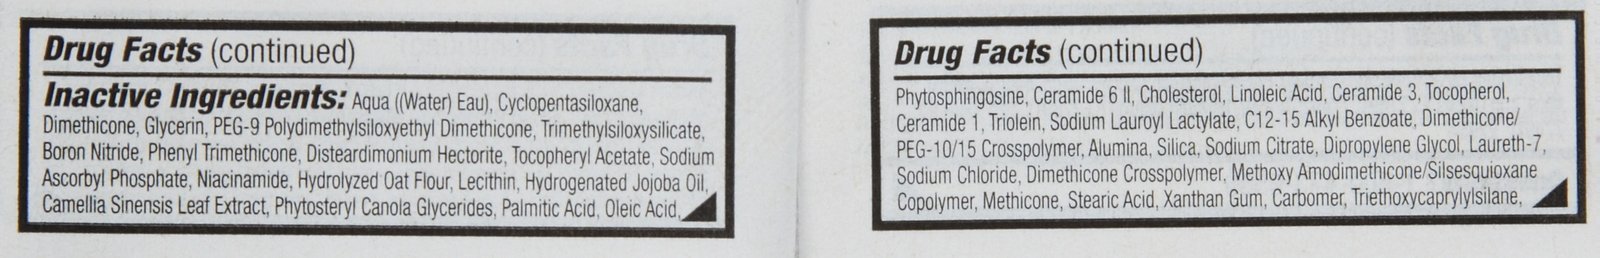 Drug Facts (continued)
Inactive Ingredients: Aqua ((Water) Eau), Cyclopentasiloxane,
Dimethicone, Glycerin, PEG-9 Polydimethylsiloxyethyl Dimethicone, Trimethylsiloxysilicate,
Boron Nitride, Phenyl Trimethicone, Disteardimonium Hectorite, Tocopheryl Acetate, Sodium
Ascorbyl Phosphate, Niacinamide, Hydrolyzed Oat Flour, Lecithin, Hydrogenated Jojoba Oil,
Camellia Sinensis Leaf Extract, Phytosteryl Canola Glycerides, Palmitic Acid, Oleic Acid,
Drug Facts (continued)
Phytosphingosine, Ceramide 6 II, Cholesterol, Linoleic Acid, Ceramide 3, Tocopherol,
Ceramide 1, Triolein, Sodium Lauroyl Lactylate, C12-15 Alkyl Benzoate, Dimethicone/
PEG-10/15 Crosspolymer, Alumina, Silica, Sodium Citrate, Dipropylene Glycol, Laureth-7,
Sodium Chloride, Dimethicone Crosspolymer, Methoxy Amodimethicone/Silsesquioxane
Copolymer, Methicone, Stearic Acid, Xanthan Gum, Carbomer, Triethoxycaprylylsilane,